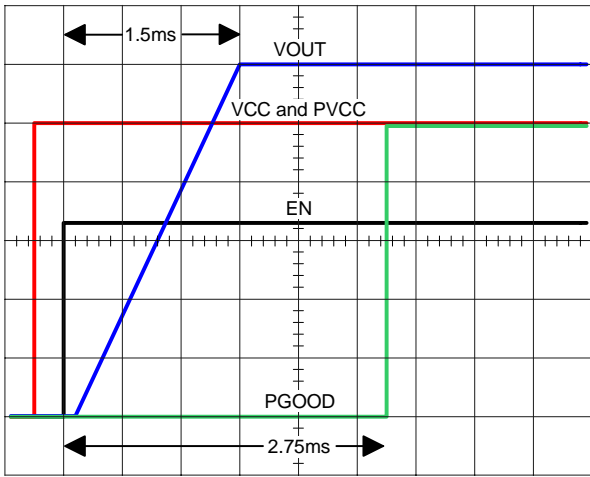 1.5ms
VOUT
VCC and PVCC
EN
PGOOD
2.75ms